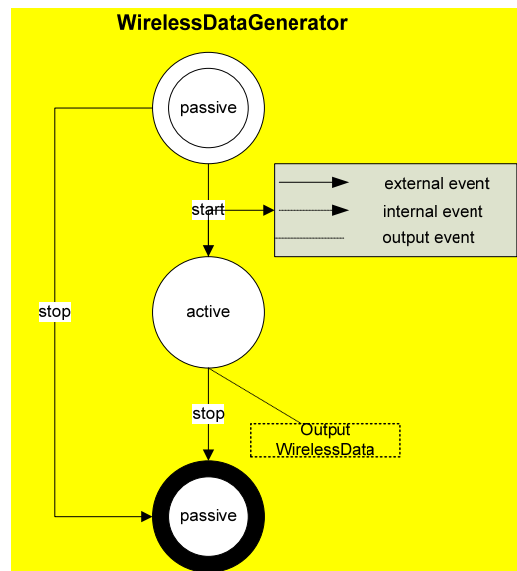 WirelessDataGenerator
passive
start
external event
internal event
output event
stop
active
stop
Output
WirelessData
passive